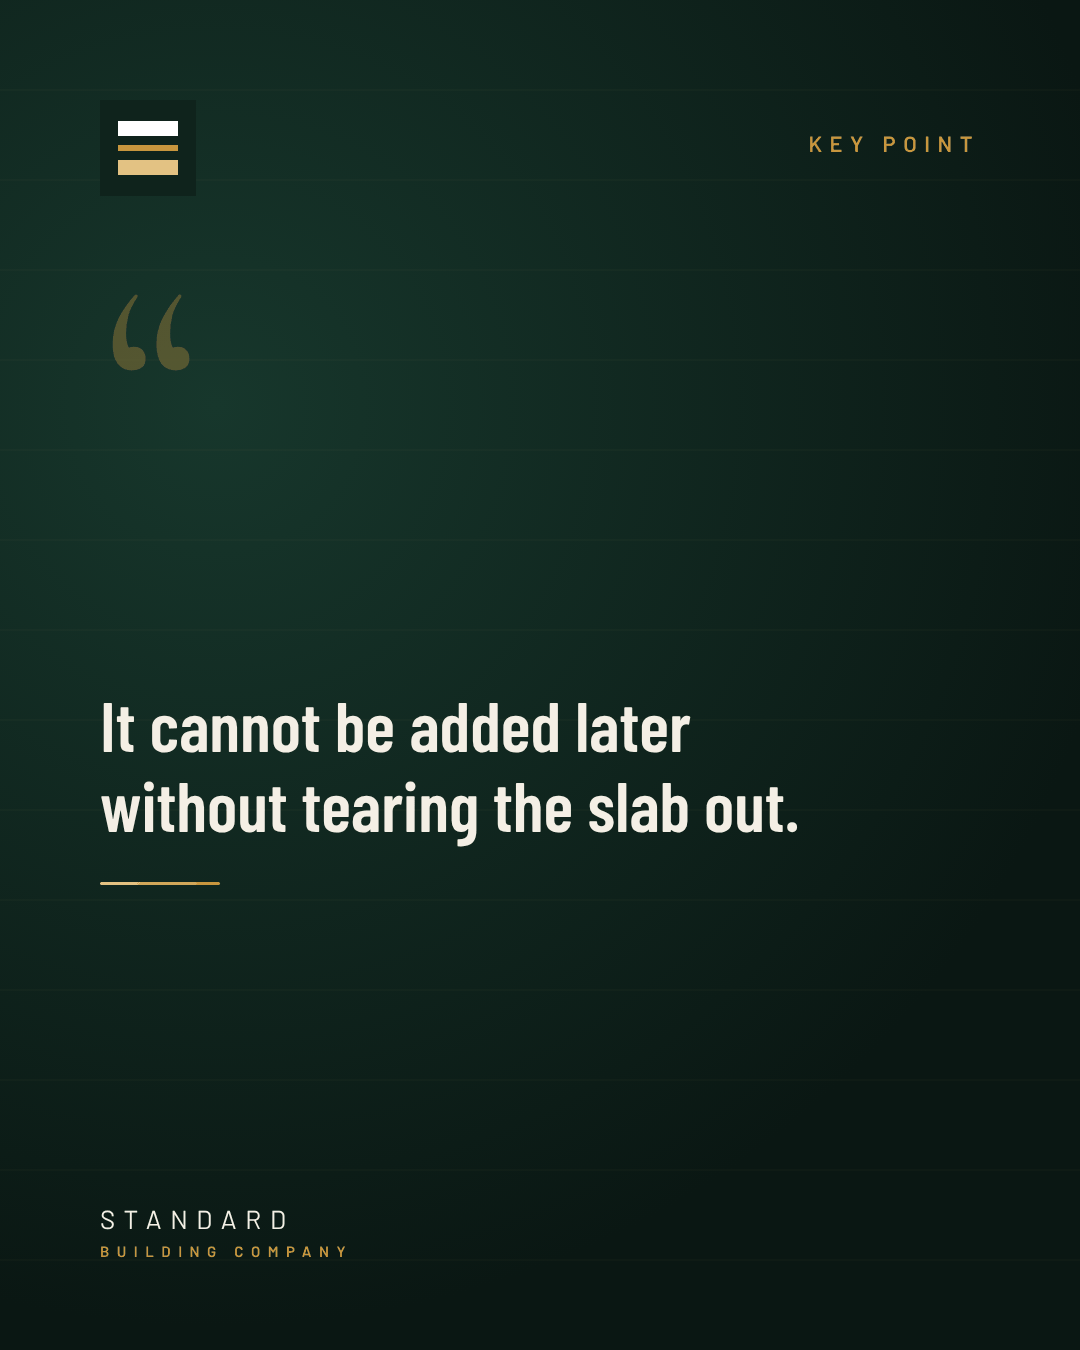 KEY POINT
“
It cannot be added later
without tearing the slab out.
STANDARD
BUILDING COMPANY